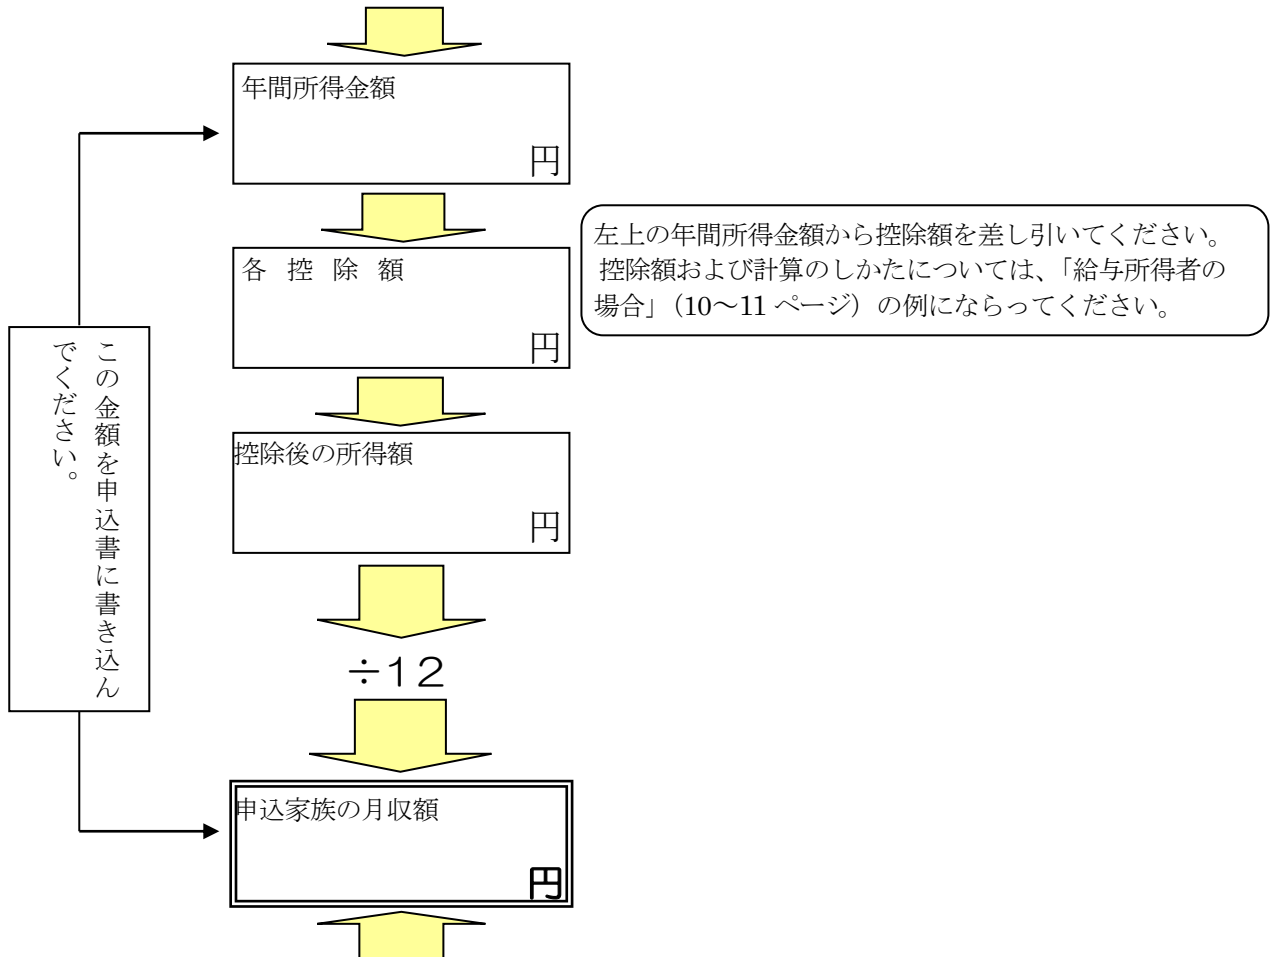 年間所得金額
円
各控除額
円
左上の年間所得金額から控除額を差し引いてください。
控除額および計算のしかたについては、「給与所得者の
場合」（10～11 ページ）の例にならってください。
控除後の所得額
円
この金額を申込書に書き込ん
でください。
÷12
申込家族の月収額
円